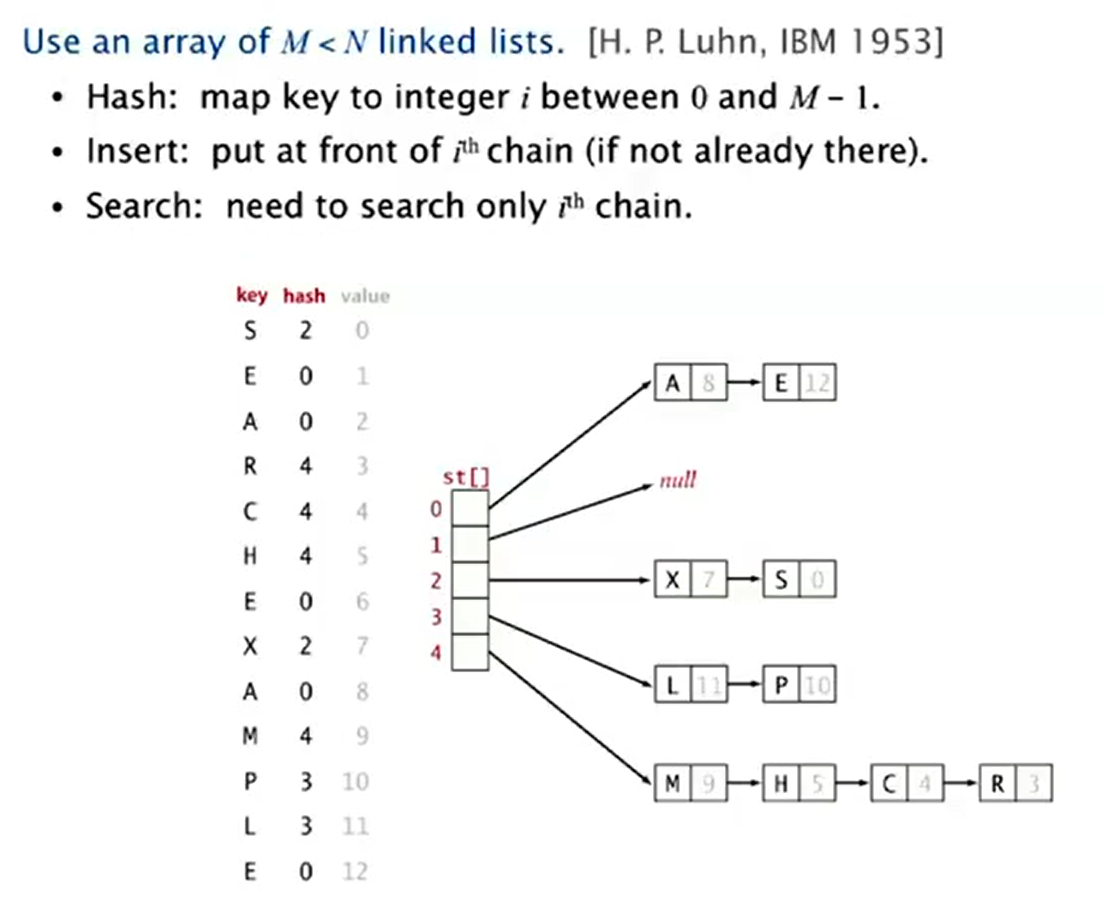 Use an array of M < N linked lists. [H. P. Luhn, IBM 1953]
• Hash: map key to integer i between 0 and M – 1.
• Insert: put at front of ith chain (if not already there).
• Search: need to search only ith chain.
key hash value
S 2 0
E 0 1
A 0 2
R 4 3
C 4 4
H 4 5
E 0 6
X 2 7
A 0 8
M 4 9
P 3 10
L 3 11
E 0 12
st[]
0
1
2
3
4
A 8 E 12
null
X 7 S 0
L 11 P 10
M 9 H 5 C 4 R 3